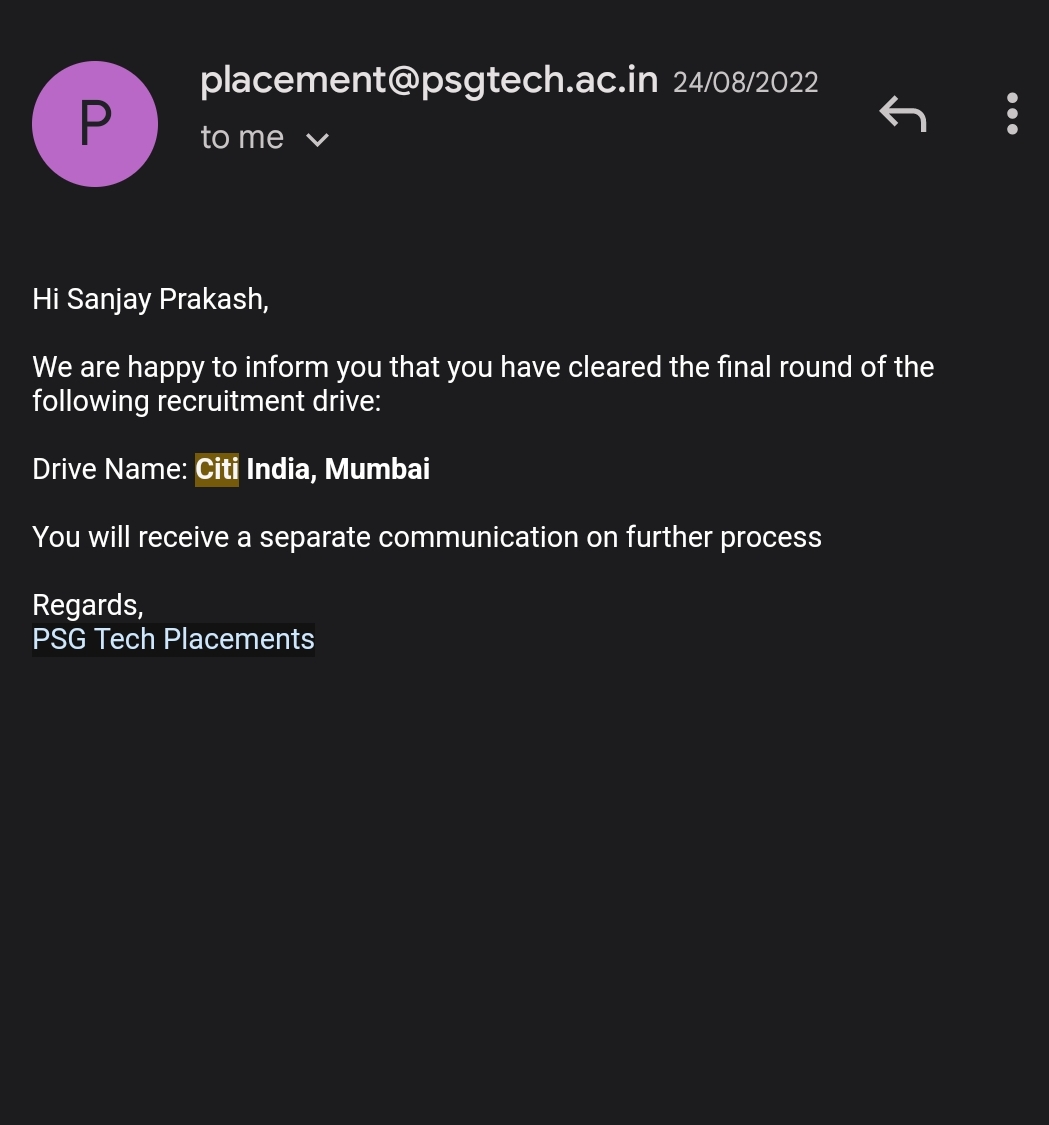 P
placement@psgtech.ac.in 24/08/2022
to me
Hi Sanjay Prakash,
We are happy to inform you that you have cleared the final round of the
following recruitment drive:
Drive Name: Citi India, Mumbai
You will receive a separate communication on further process
Regards,
PSG Tech Placements